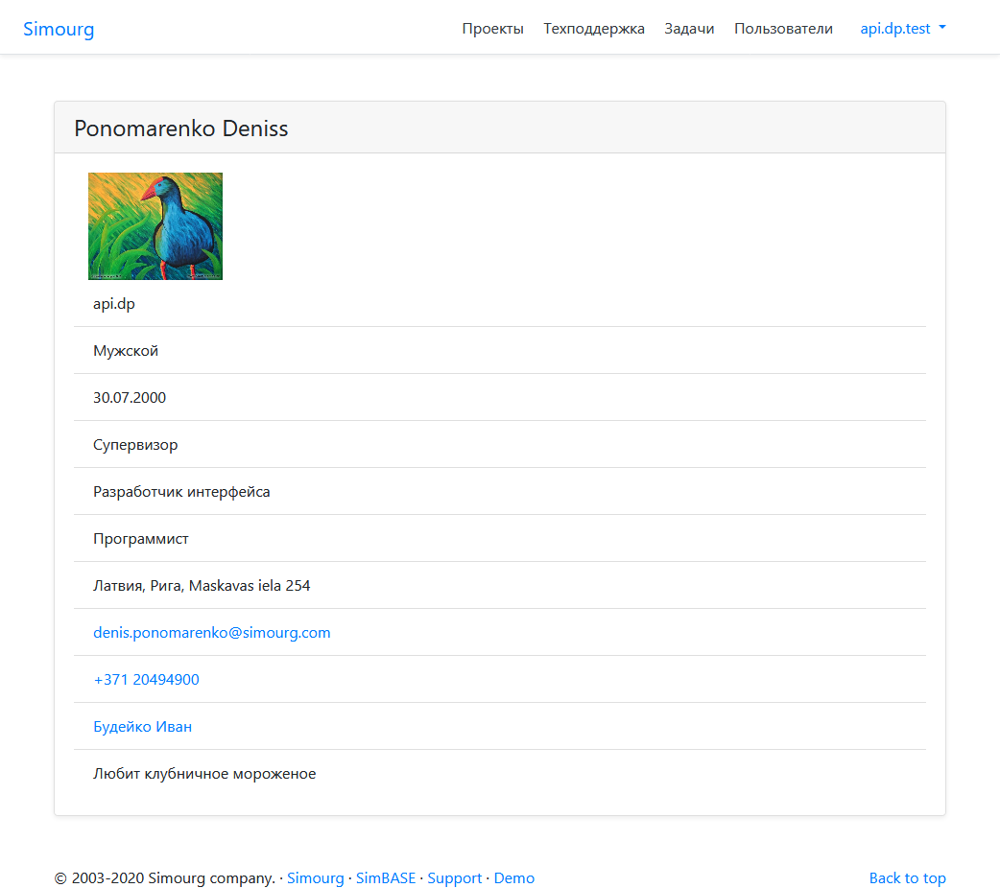 Simourg Проекты Техподдержка Задачи Пользователи api.dp.test
Ponomarenko Deniss
api.dp
Мужской
30.07.2000
Супервизор
Разработчик интерфейса
Программист
Латвия, Рига, Maskavas iela 254
denis.ponomarenko@simourg.com
+371 20494900
Будейко Иван
Любит клубничное мороженое
© 2003-2020 Simourg company. · Simourg · SimBASE · Support · Demo Back to top